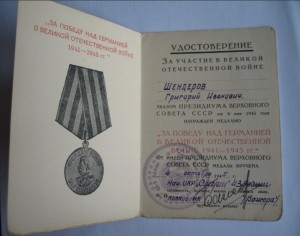 „ЗА ПОБЕДУ НАД ГЕРМАНИЕЙ
В ВЕЛИКОЙ ОТЕЧЕСТВЕННОЙ ВОЙНЕ
1941—1945 гг."
УДОСТОВЕРЕНИЕ
ЗА УЧАСТИЕ В ВЕЛИКОЙ
ОТЕЧЕСТВЕННОЙ ВОЙНЕ
Шендеров
Григорий Иванович
УКАЗОМ ПРЕЗИДИУМА ВЕРХОВНОГО
СОВЕТА СССР от 9 мая 1945 года
НАГРАЖДЕН МЕДАЛЬЮ
„ЗА ПОБЕДУ НАД ГЕРМАНИЕЙ
В ВЕЛИКОЙ ОТЕЧЕСТВЕННОЙ
ВОЙНЕ 1941—1945 гг."
ОТ ИМЕНИ ПРЕЗИДИУМА ВЕРХОВНОГО
СОВЕТА СССР МЕДАЛЬ ВРУЧЕНА